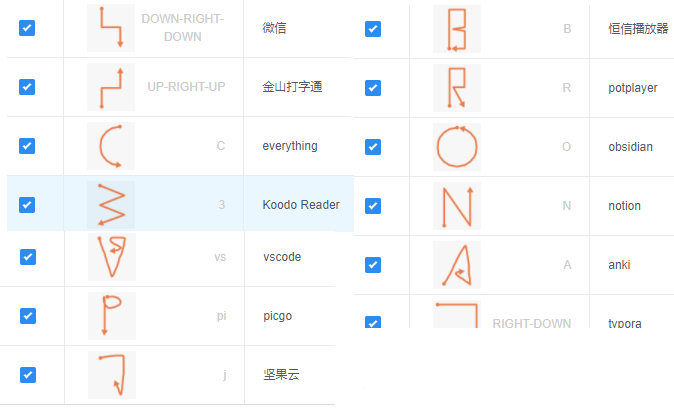 DOWN-RIGHT-
DOWN
微信
UP-RIGHT-UP
金山打字通
C
everything
3
Koodo Reader
vs
vscode
pi
picgo
j
坚果云
B
恒信播放器
R
potplayer
O
obsidian
N
notion
A
anki
RIGHT-DOWN
typora